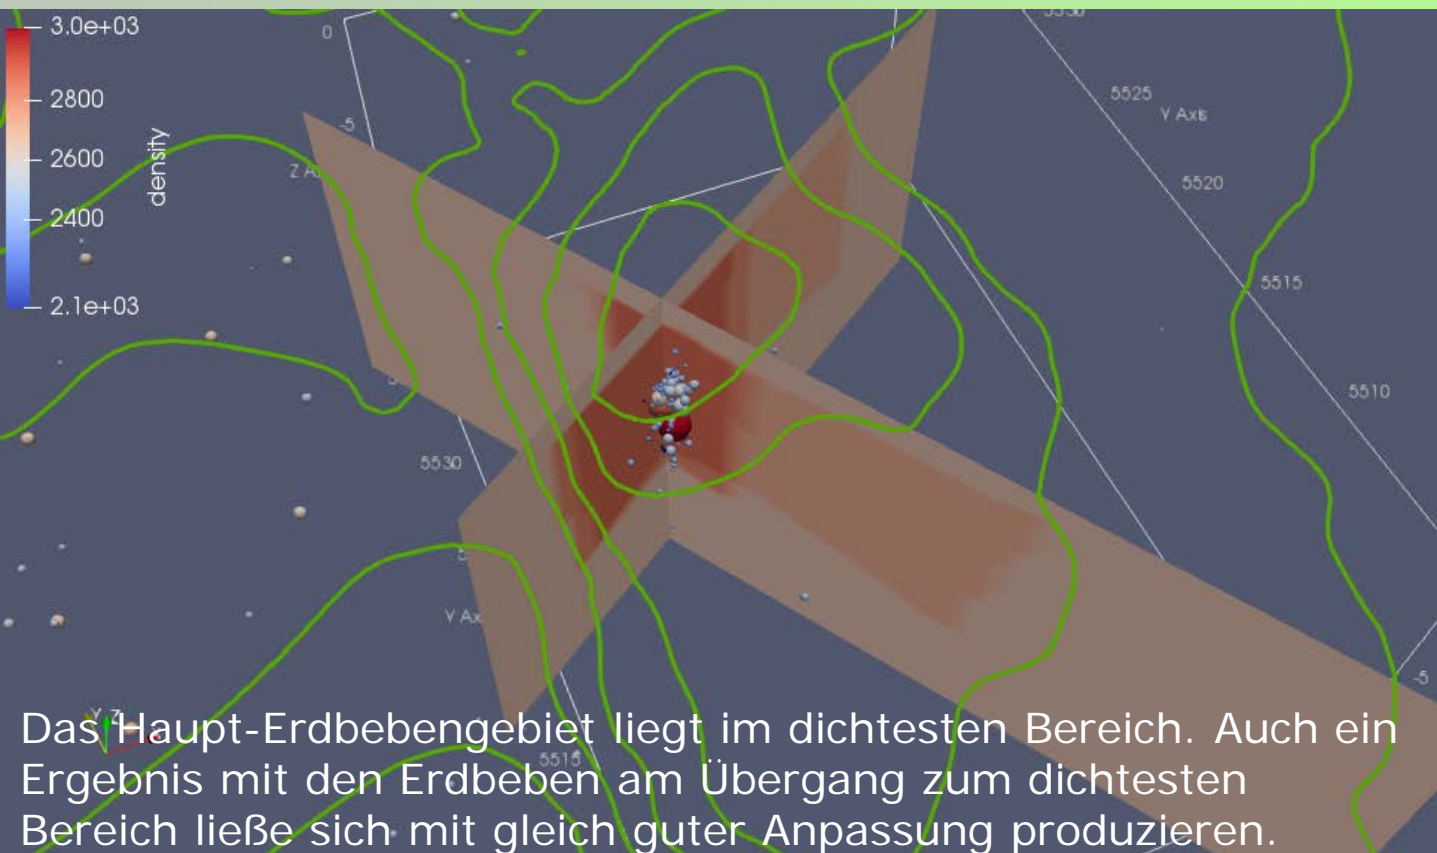 3.0e+03
2800
2600
2400
2.1e+03
density
0
-5
Z A
5525
Y Axis
5520
5515
5510
5530
5
Y Ax
5515
-5
Y Z
Das Haupt-Erdbebengebiet liegt im dichtesten Bereich. Auch ein
Ergebnis mit den Erdbeben am Übergang zum dichtesten
Bereich ließe sich mit gleich guter Anpassung produzieren.